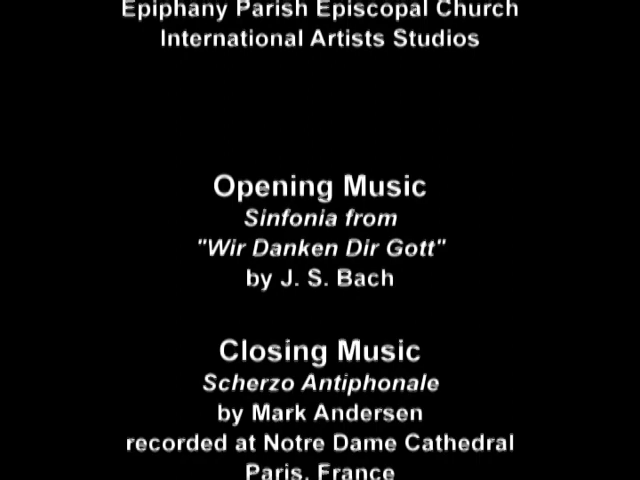 Epiphany Parish Episcopal Church
International Artists Studios
Opening Music
Sinfonia from
"Wir Danken Dir Gott"
by J. S. Bach
Closing Music
Scherzo Antiphonale
by Mark Andersen
recorded at Notre Dame Cathedral
Paris, France